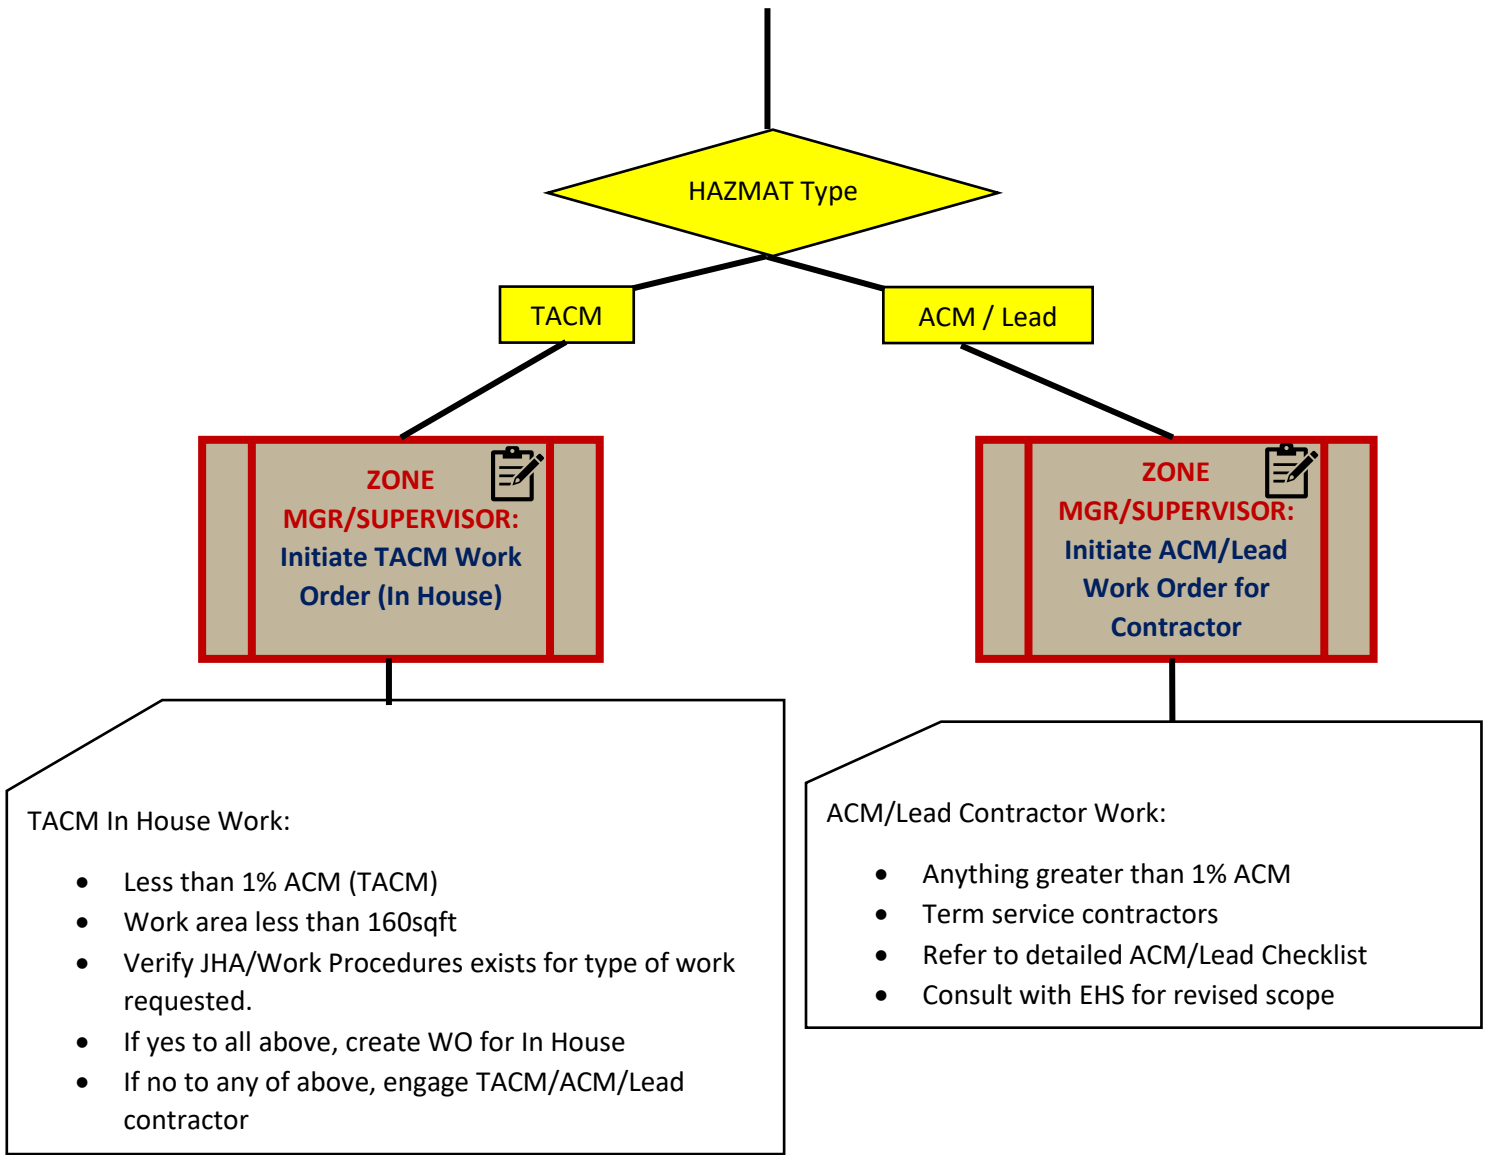 HAZMAT Type
TACM
ACM / Lead
ZONE
MGR/SUPERVISOR:
Initiate TACM Work
Order (In House)
ZONE
MGR/SUPERVISOR:
Initiate ACM/Lead
Work Order for
Contractor
TACM In House Work:
• Less than 1% ACM (TACM)
• Work area less than 160sqft
• Verify JHA/Work Procedures exists for type of work
requested.
• If yes to all above, create WO for In House
• If no to any of above, engage TACM/ACM/Lead
contractor
ACM/Lead Contractor Work:
• Anything greater than 1% ACM
• Term service contractors
• Refer to detailed ACM/Lead Checklist
• Consult with EHS for revised scope